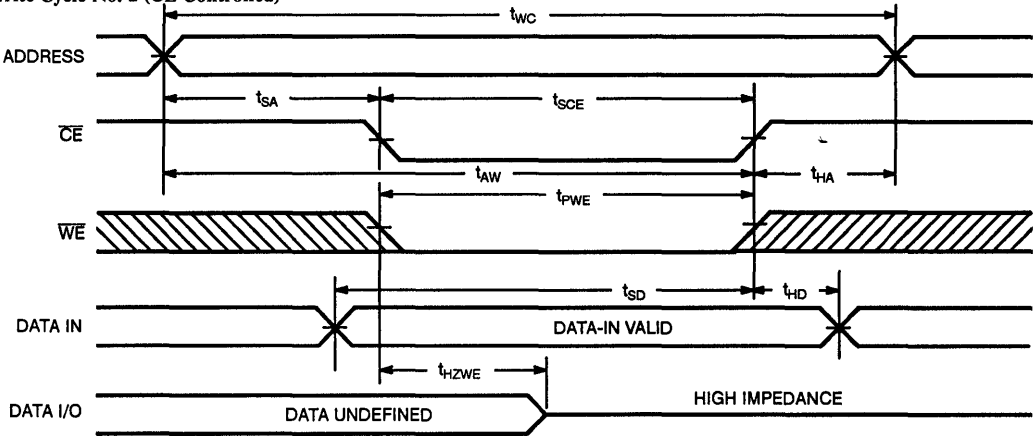 t_WC
ADDRESS
t_SA
t_SCE
CE
t_AW
t_HA
t_PWE
WE
t_SD
t_HD
DATA IN
DATA-IN VALID
t_HZWE
DATA I/O
DATA UNDEFINED
HIGH IMPEDANCE